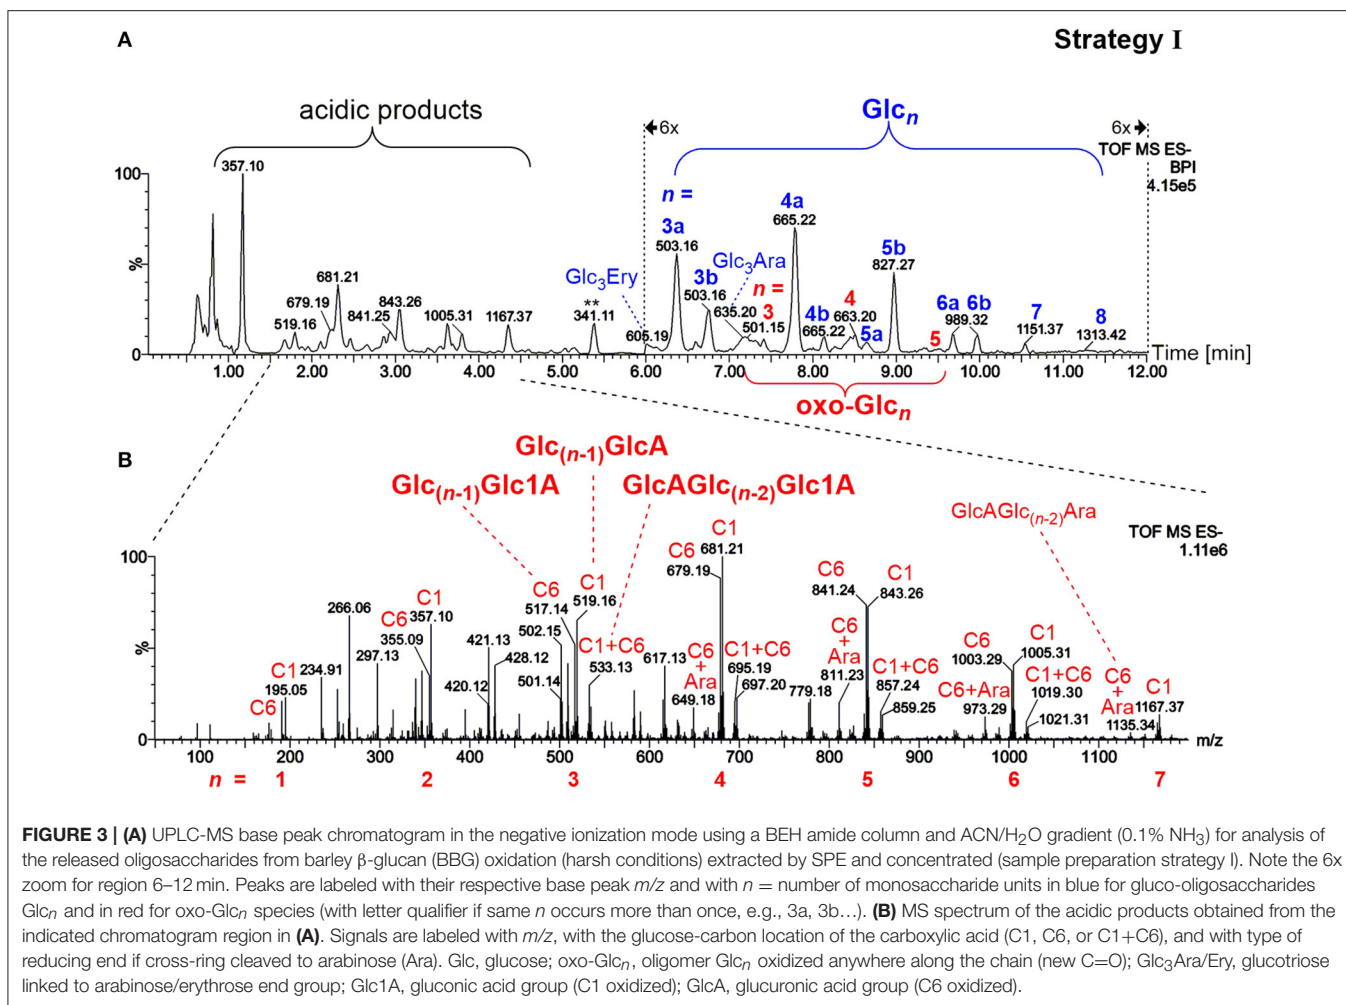 A
Strategy I
acidic products
Glcn
6x
6x
TOF MS ES-
BPI
4.15e5
100
%
0
357.10
n =
4a
665.22
3a
503.16
5b
827.27
Glc3Ery
3b
503.16
Glc3Ara
n =
3
635.20
501.15
681.21
679.19
519.16
843.26
841.25
1005.31
1167.37
**
341.11
605.19
4b
665.22
4
663.20
5a
5
6a
6b
989.32
7
1151.37
8
1313.42
Time [min]
1.00 2.00 3.00 4.00 5.00 6.00 7.00 8.00 9.00 10.00 11.00 12.00
oxo-Glcn
B
Glc(n-1)GlcA
Glc(n-1)Glc1A
GlcAGlc(n-2)Glc1A
GlcAGlc(n-2)Ara
TOF MS ES-
1.11e6
100
%
0
C6
C1
195.05
234.91
266.06
297.13
C6
355.09
C1
357.10
421.13
420.12
428.12
502.15
501.14
C6
517.14
C1
519.16
C1+C6
533.13
617.13
C6
+
Ara
649.18
C6
679.19
C1
681.21
C1+C6
695.19
697.20
779.18
C6
+
Ara
811.23
C6
841.24
C1
843.26
C1+C6
857.24
859.25
C6+Ara
973.29
C6
1003.29
C1
1005.31
C1+C6
1019.30
1021.31
C6
+
Ara
1135.34
C1
1167.37
m/z
100 200 300 400 500 600 700 800 900 1000 1100
n = 1 2 3 4 5 6 7
FIGURE 3 | (A) UPLC-MS base peak chromatogram in the negative ionization mode using a BEH amide column and ACN/H2O gradient (0.1% NH3) for analysis of
the released oligosaccharides from barley β-glucan (BBG) oxidation (harsh conditions) extracted by SPE and concentrated (sample preparation strategy I). Note the 6x
zoom for region 6–12 min. Peaks are labeled with their respective base peak m/z and with n = number of monosaccharide units in blue for gluco-oligosaccharides
Glcn and in red for oxo-Glcn species (with letter qualifier if same n occurs more than once, e.g., 3a, 3b…). (B) MS spectrum of the acidic products obtained from the
indicated chromatogram region in (A). Signals are labeled with m/z, with the glucose-carbon location of the carboxylic acid (C1, C6, or C1+C6), and with type of
reducing end if cross-ring cleaved to arabinose (Ara). Glc, glucose; oxo-Glcn, oligomer Glcn oxidized anywhere along the chain (new C=O); Glc3Ara/Ery, glucotriose
linked to arabinose/erythrose end group; Glc1A, gluconic acid group (C1 oxidized); GlcA, glucuronic acid group (C6 oxidized).